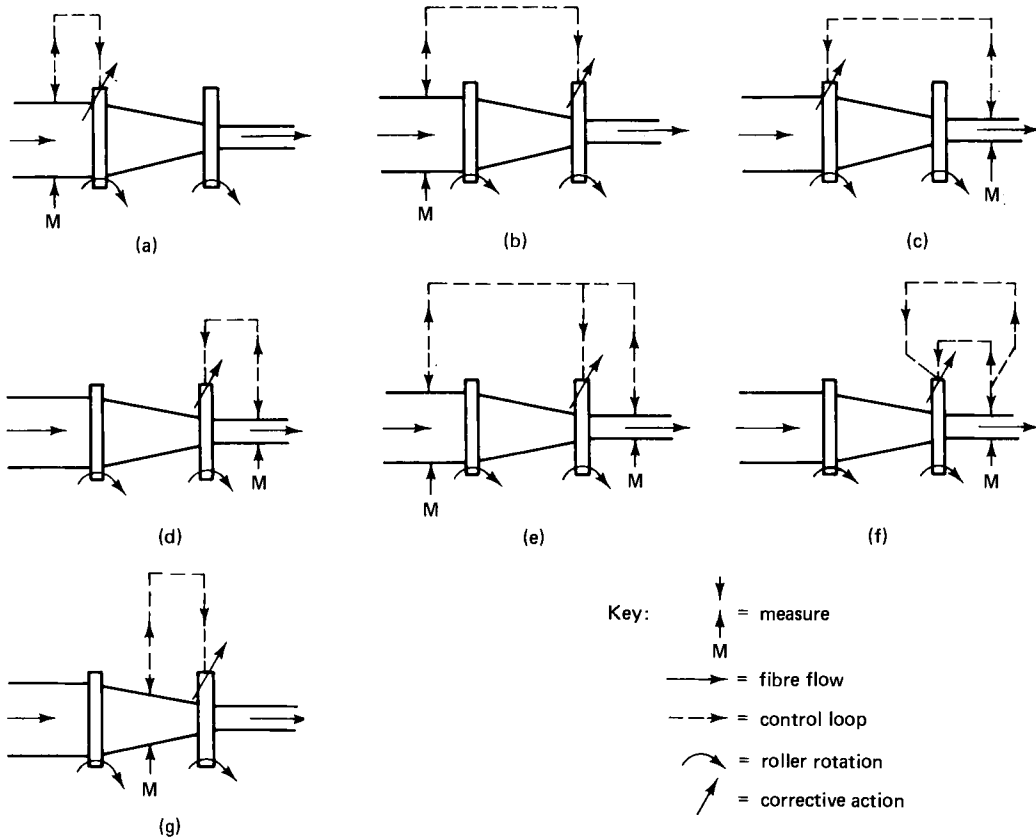 M
(a)
M
(b)
M
(c)
M
(d)
M
M
(e)
M
(f)
M
(g)
Key:
= measure
M
= fibre flow
= control loop
= roller rotation
= corrective action